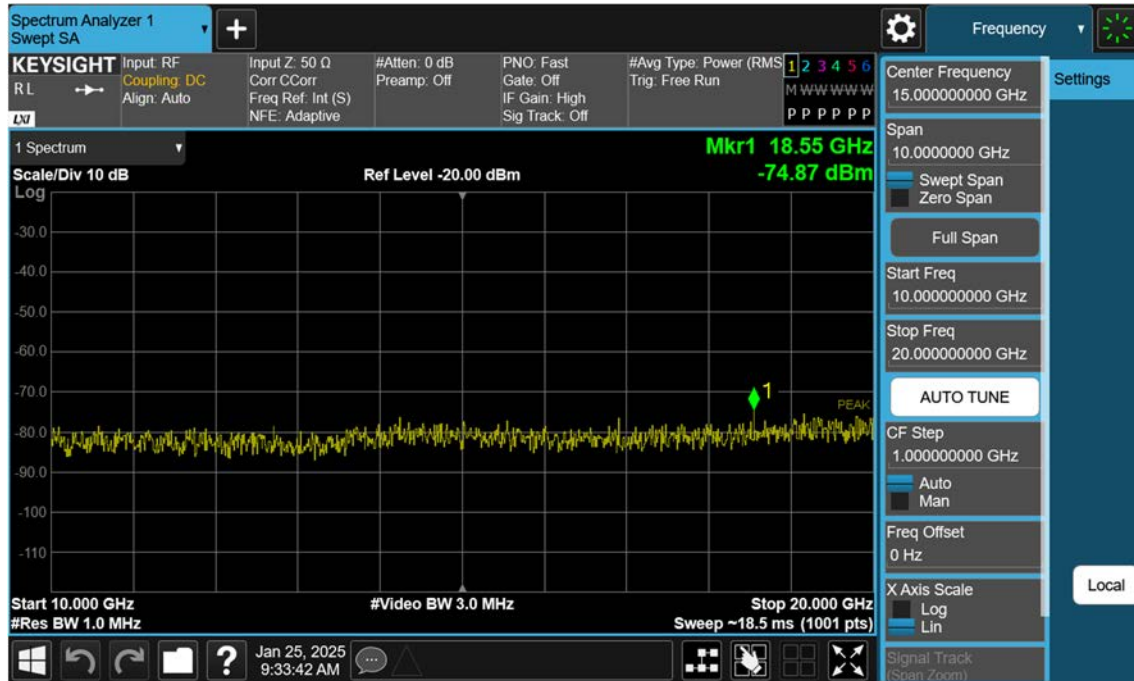 Spectrum Analyzer 1
Swept SA
+
Frequency
KEYSIGHT
RL
LXI
Input: RF
Coupling: DC
Align: Auto
Input Z: 50 Ω
Corr CCorr
Freq Ref: Int (S)
NFE: Adaptive
#Atten: 0 dB
Preamp: Off
PNO: Fast
Gate: Off
IF Gain: High
Sig Track: Off
#Avg Type: Power (RMS
Trig: Free Run
1 2 3 4 5 6
M W W W W W
P P P P P P
1 Spectrum
Scale/Div 10 dB
Log
Ref Level -20.00 dBm
Mkr1 18.55 GHz
-74.87 dBm
-30.0
-40.0
-50.0
-60.0
-70.0
-80.0
-90.0
-100
-110
1
PEAK
Start 10.000 GHz
#Res BW 1.0 MHz
#Video BW 3.0 MHz
Stop 20.000 GHz
Sweep ~18.5 ms (1001 pts)
Center Frequency
15.000000000 GHz
Span
10.0000000 GHz
Swept Span
Zero Span
Full Span
Start Freq
10.000000000 GHz
Stop Freq
20.000000000 GHz
AUTO TUNE
CF Step
1.000000000 GHz
Auto
Man
Freq Offset
0 Hz
X Axis Scale
Log
Lin
Signal Track
(Span Zoom)
Settings
Local
?
Jan 25, 2025
9:33:42 AM